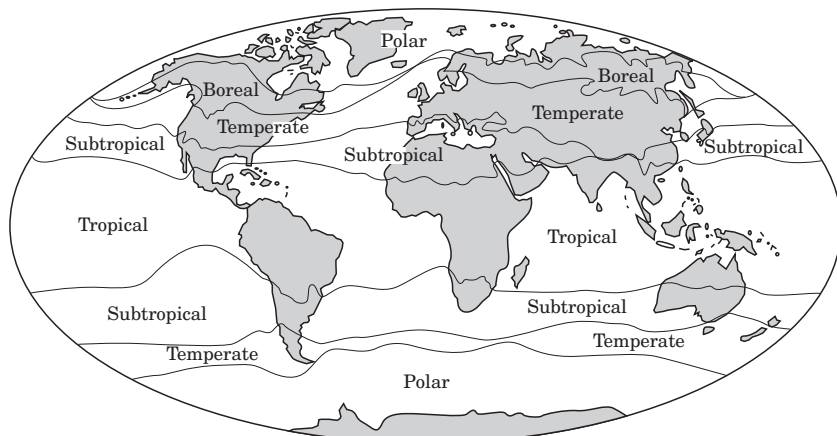 Polar
Boreal
Boreal
Temperate
Temperate
Subtropical
Subtropical
Subtropical
Tropical
Tropical
Subtropical
Subtropical
Temperate
Temperate
Polar